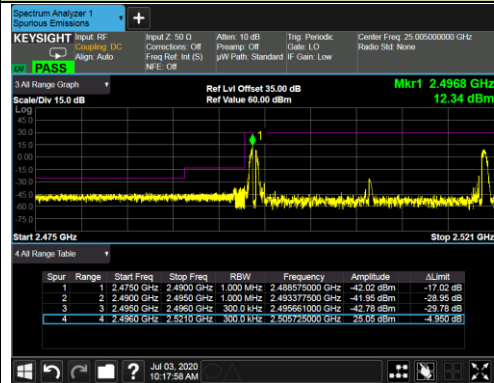 Spectrum Analyzer 1
Spurious Emissions
+
KEYSIGHT Input: RF Input Z: 50 Ω Atten: 10 dB Trig: Periodic Center Freq: 25.005000000 GHz
Coupling: DC Corrections: Off Preamp: Off Gate: LO Radio Std: None
Align: Auto Freq Ref: Int (S) µW Path: Standard IF Gain: Low
NFE: Off
PASS
3 All Range Graph
Ref Lvl Offset 35.00 dB Mkr1 2.4968 GHz
Scale/Div 15.0 dB Ref Value 60.00 dBm 12.34 dBm
Log
45.0
30.0
1
15.0
0.00
-15.0
-30.0
-45.0
-60.0
-75.0
Start 2.475 GHz Stop 2.521 GHz
4 All Range Table
Spur Range Start Freq Stop Freq RBW Frequency Amplitude ΔLimit
1 1 2.4750 GHz 2.4900 GHz 1.000 MHz 2.488575000 GHz -42.02 dBm -17.02 dB
2 2 2.4900 GHz 2.4950 GHz 1.000 MHz 2.493377500 GHz -41.95 dBm -28.95 dB
3 3 2.4950 GHz 2.4960 GHz 300.0 kHz 2.495661000 GHz -42.78 dBm -29.78 dB
4 4 2.4960 GHz 2.5210 GHz 300.0 kHz 2.505725000 GHz 25.05 dBm -4.950 dB
?
Jul 03, 2020
10:17:58 AM